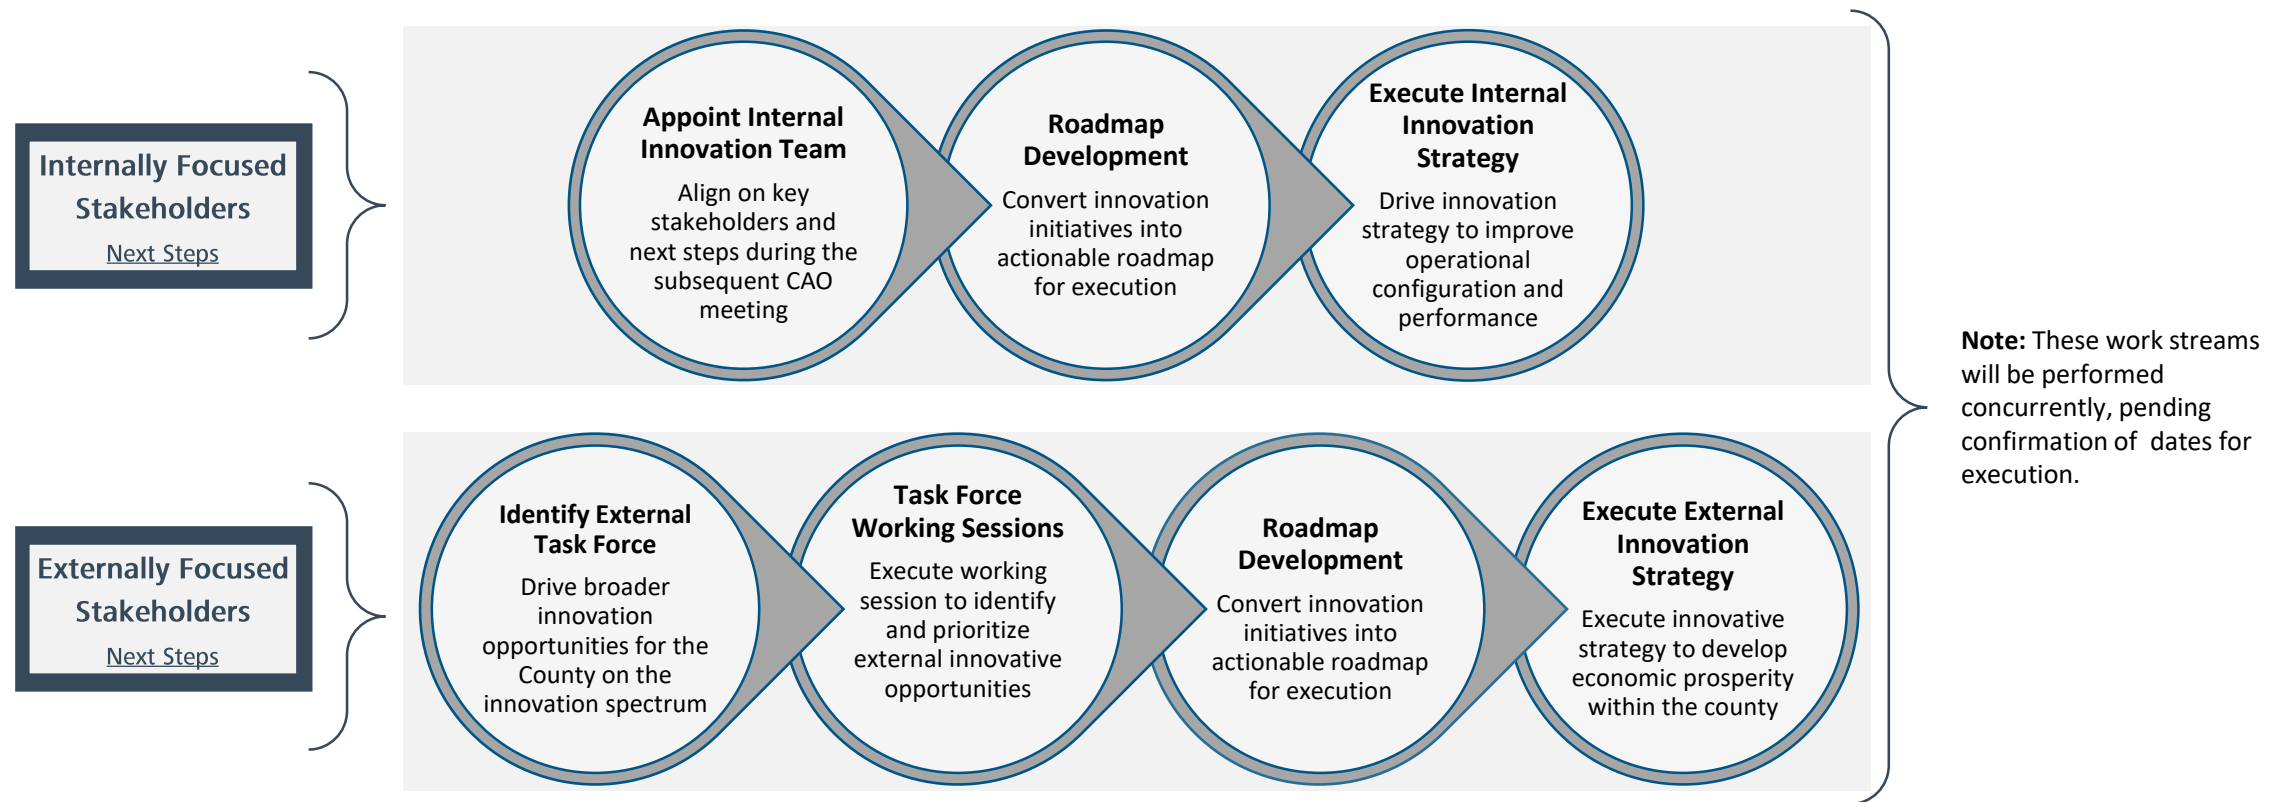 Internally Focused
Stakeholders
Next Steps
Appoint Internal
Innovation Team
Align on key
stakeholders and
next steps during the
subsequent CAO
meeting
Roadmap
Development
Convert innovation
initiatives into
actionable roadmap
for execution
Execute Internal
Innovation
Strategy
Drive innovation
strategy to improve
operational
configuration and
performance
Externally Focused
Stakeholders
Next Steps
Identify External
Task Force
Drive broader
innovation
opportunities for the
County on the
innovation spectrum
Task Force
Working Sessions
Execute working
session to identify
and prioritize
external innovative
opportunities
Roadmap
Development
Convert innovation
initiatives into
actionable roadmap
for execution
Execute External
Innovation
Strategy
Execute innovative
strategy to develop
economic prosperity
within the county
Note: These work streams
will be performed
concurrently, pending
confirmation of  dates for
execution.